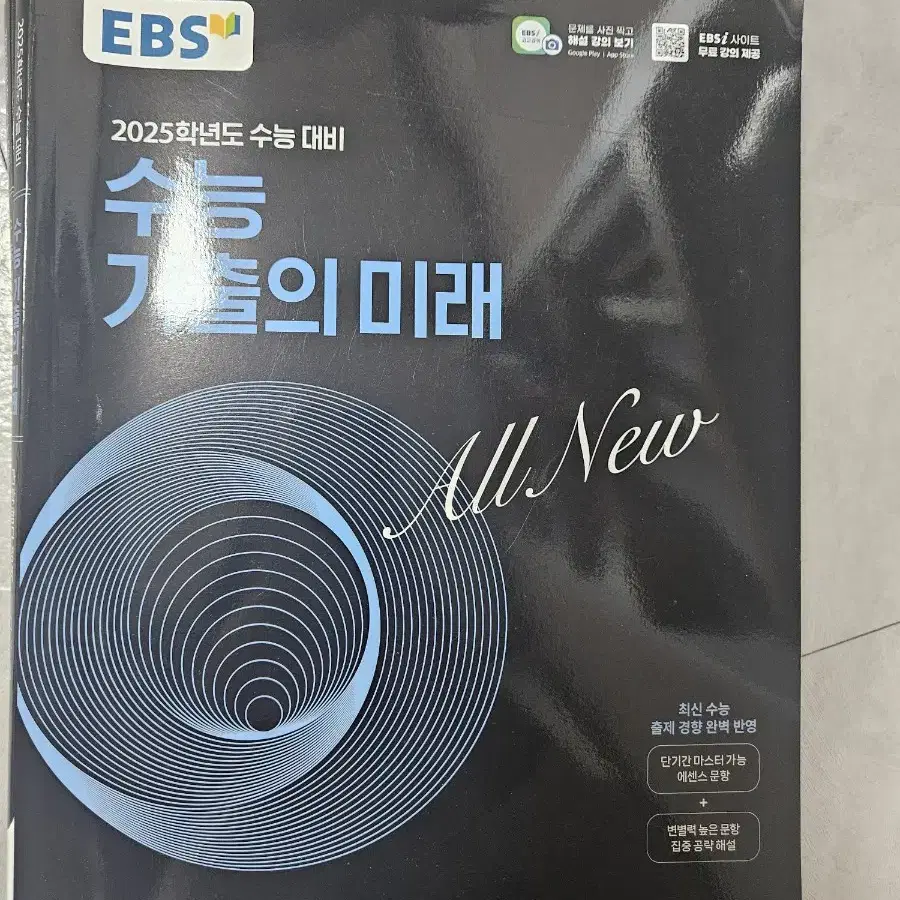 EBS
문제를 사진 찍고
해설 강의 보기
Google Play | App Store
EBSi 사이트
무료 강의 제공
2025학년도 수능 대비
수능
기출의 미래
All New
최신 수능
출제 경향 완벽 반영
단기간 마스터 가능
에센스 문항
+
변별력 높은 문항
집중 공략 해설